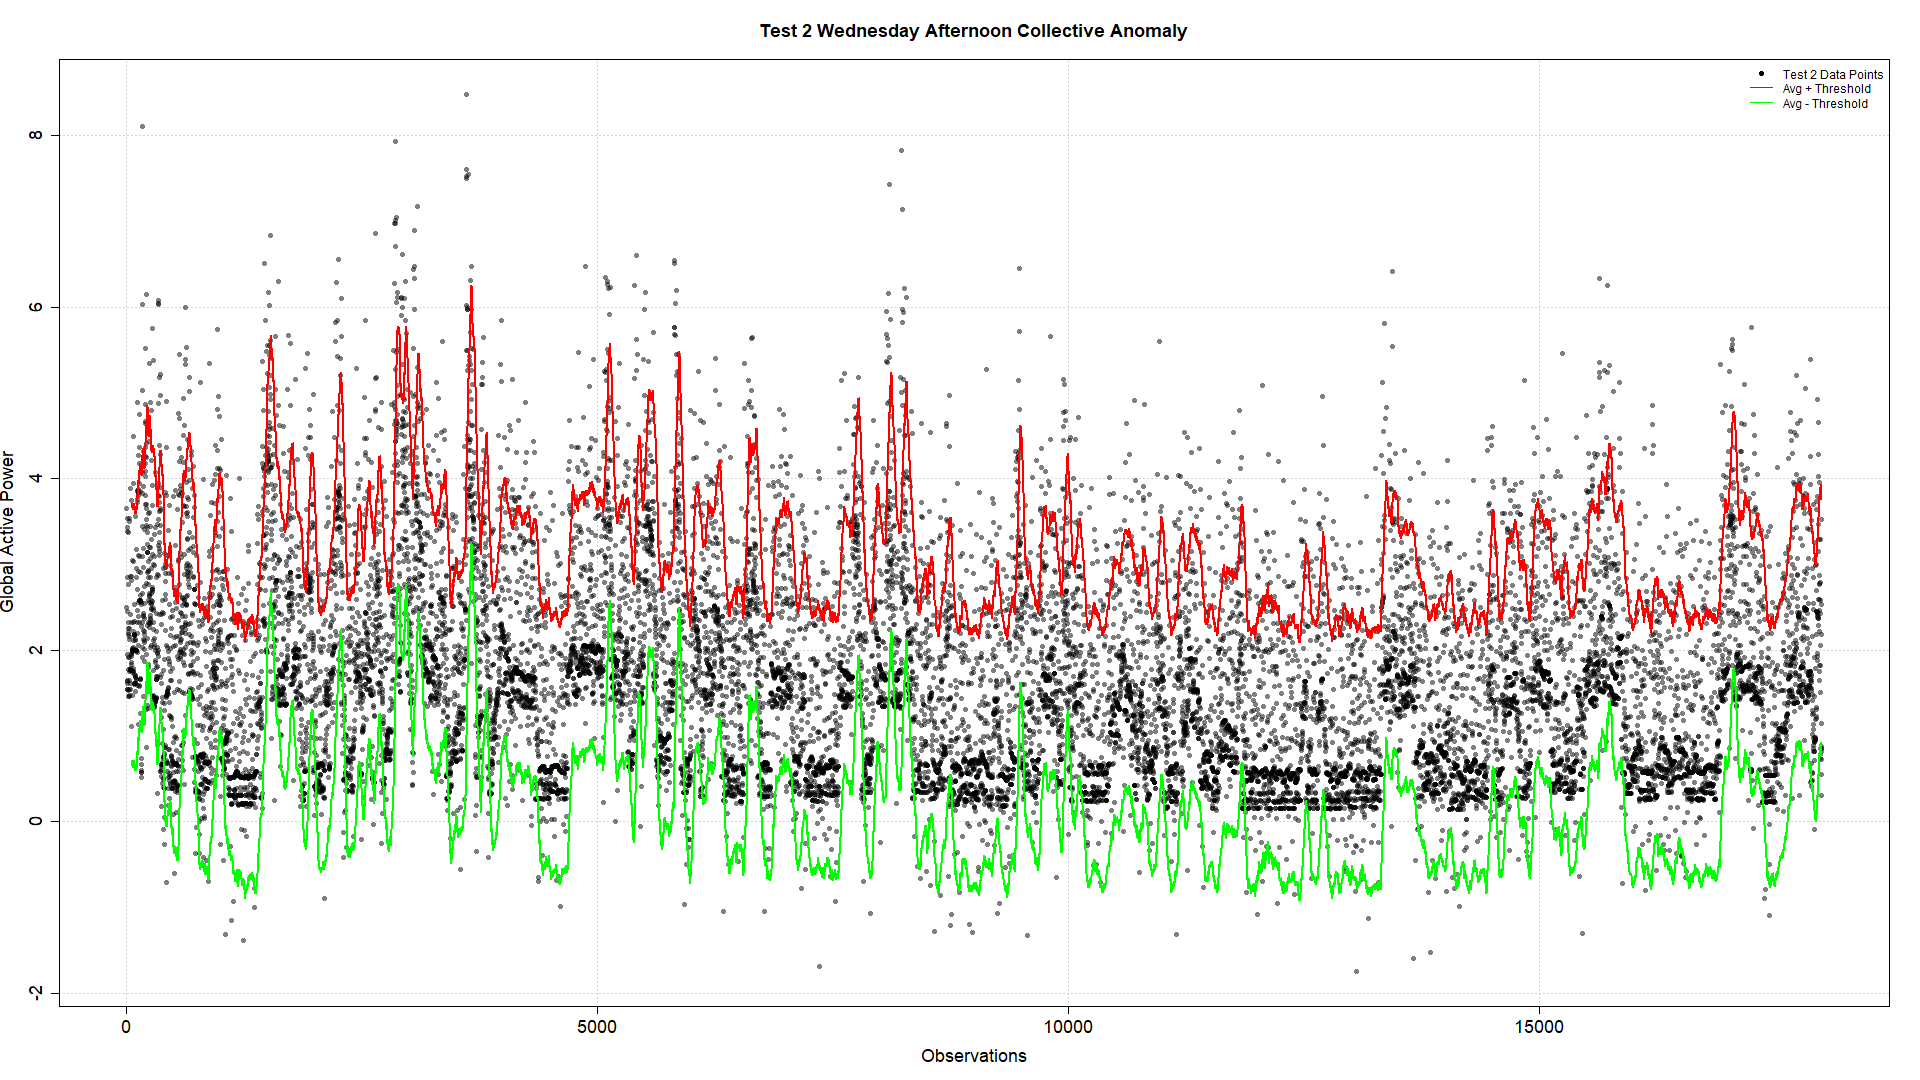 Test 2 Wednesday Afternoon Collective Anomaly
Test 2 Data Points
Avg + Threshold
Avg - Threshold
Global Active Power
8
6
4
2
0
-2
0
5000
10000
15000
Observations